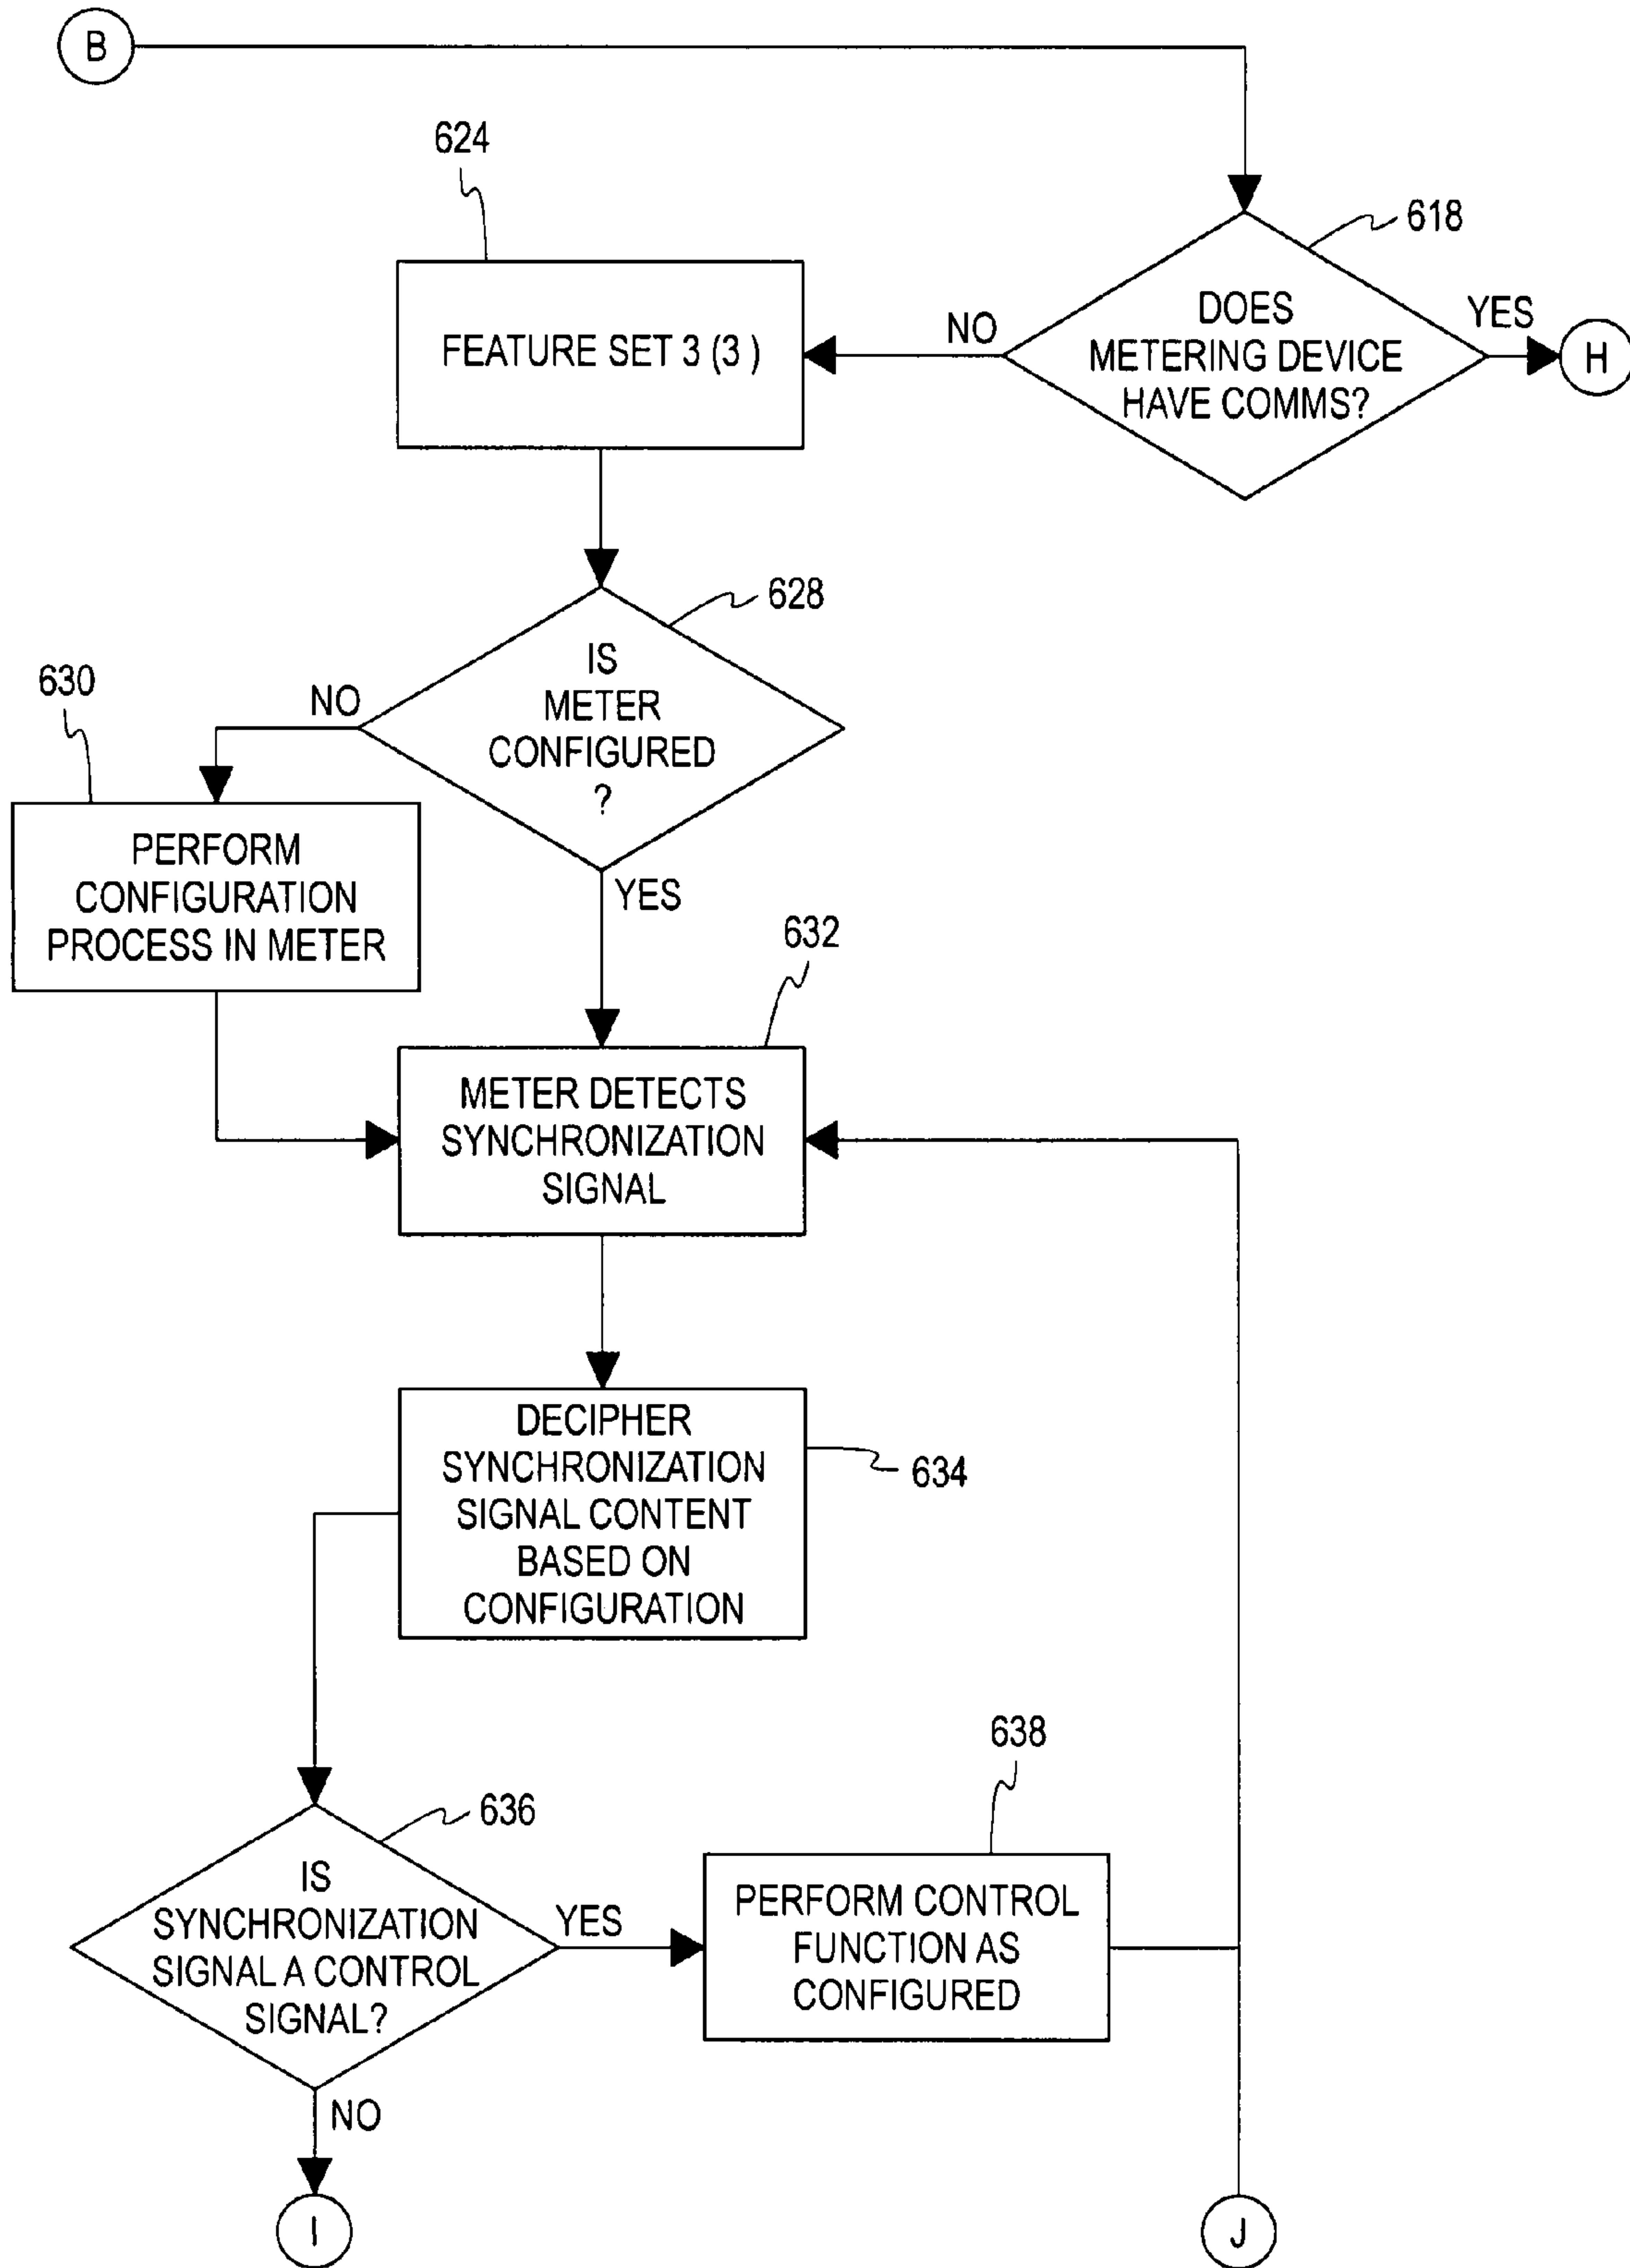 B
624
618
DOES
METERING DEVICE
HAVE COMMS?
NO
YES
H
FEATURE SET 3 (3 )
628
IS
METER
CONFIGURED
?
NO
YES
630
PERFORM
CONFIGURATION
PROCESS IN METER
632
METER DETECTS
SYNCHRONIZATION
SIGNAL
DECIPHER
SYNCHRONIZATION
SIGNAL CONTENT
BASED ON
CONFIGURATION
634
636
IS
SYNCHRONIZATION
SIGNAL A CONTROL
SIGNAL?
YES
NO
638
PERFORM CONTROL
FUNCTION AS
CONFIGURED
I
J